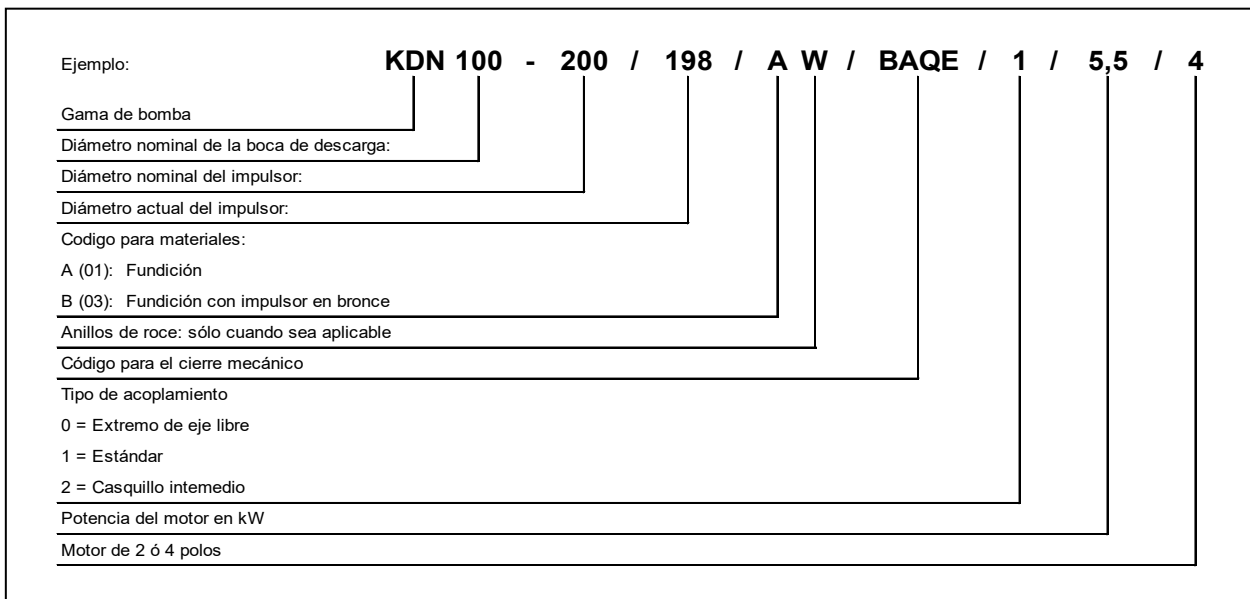 Ejemplo: KDN 100 - 200 / 198 / A W / BAQE / 1 / 5,5 / 4
Gama de bomba
Diámetro nominal de la boca de descarga:
Diámetro nominal del impulsor:
Diámetro actual del impulsor:
Codigo para materiales:
A (01): Fundición
B (03): Fundición con impulsor en bronce
Anillos de roce: sólo cuando sea aplicable
Código para el cierre mecánico
Tipo de acoplamiento
0 = Extremo de eje libre
1 = Estándar
2 = Casquillo intemedio
Potencia del motor en kW
Motor de 2 ó 4 polos